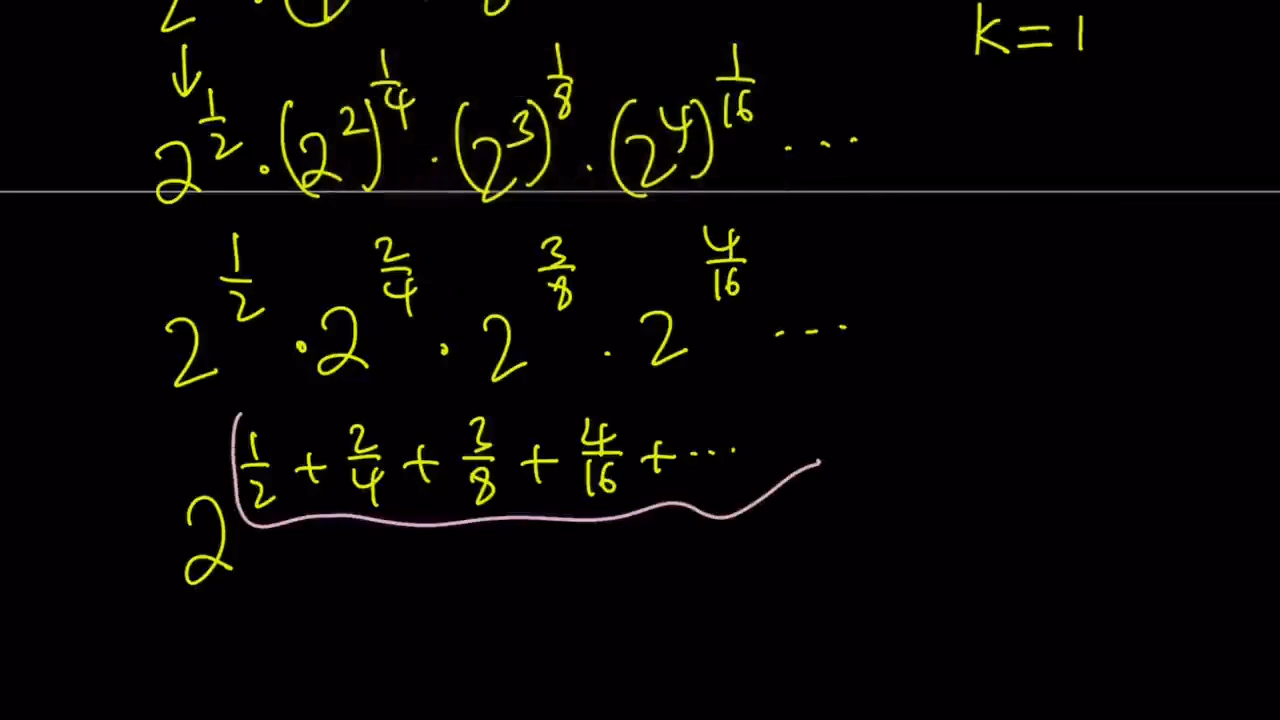 k = 1
2^{1/2} · (2^2)^{1/4} · (2^3)^{1/8} · (2^4)^{1/16} ...
2^{1/2} · 2^{2/4} · 2^{3/8} · 2^{4/16} ...
2^{1/2 + 2/4 + 3/8 + 4/16 + ...}